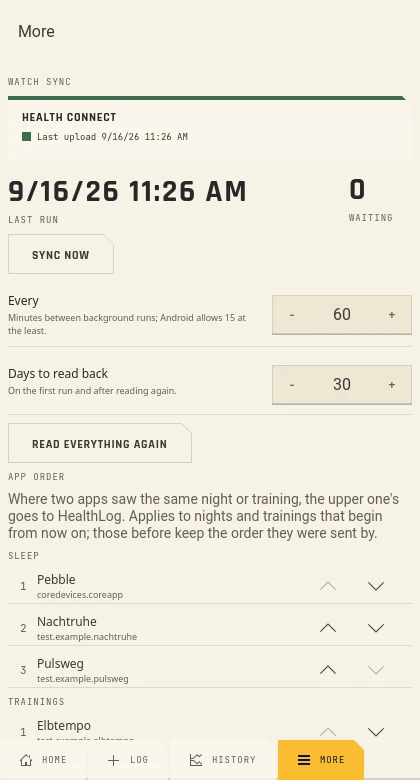 More
WATCH SYNC
HEALTH CONNECT
Last upload 9/16/26 11:26 AM
9/16/26 11:26 AM
LAST RUN
0
WAITING
SYNC NOW
Every
Minutes between background runs; Android allows 15 at
the least.
- 60 +
Days to read back
On the first run and after reading again.
- 30 +
READ EVERYTHING AGAIN
APP ORDER
Where two apps saw the same night or training, the upper one's
goes to HealthLog. Applies to nights and trainings that begin
from now on; those before keep the order they were sent by.
SLEEP
1 Pebble
coredevices.coreapp
2 Nachtruhe
test.example.nachtruhe
3 Pulsweg
test.example.pulsweg
TRAININGS
1 Elbtempo
HOME
LOG
HISTORY
MORE